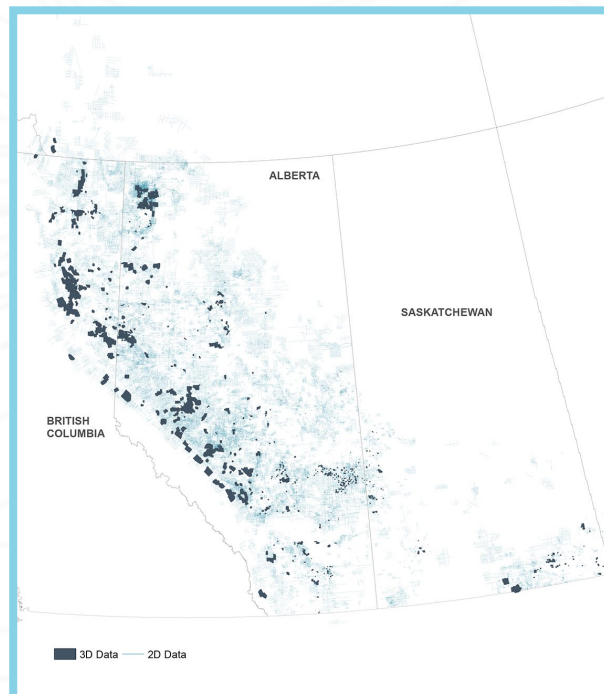 ALBERTA
SASKATCHEWAN
BRITISH
COLUMBIA
3D Data 2D Data